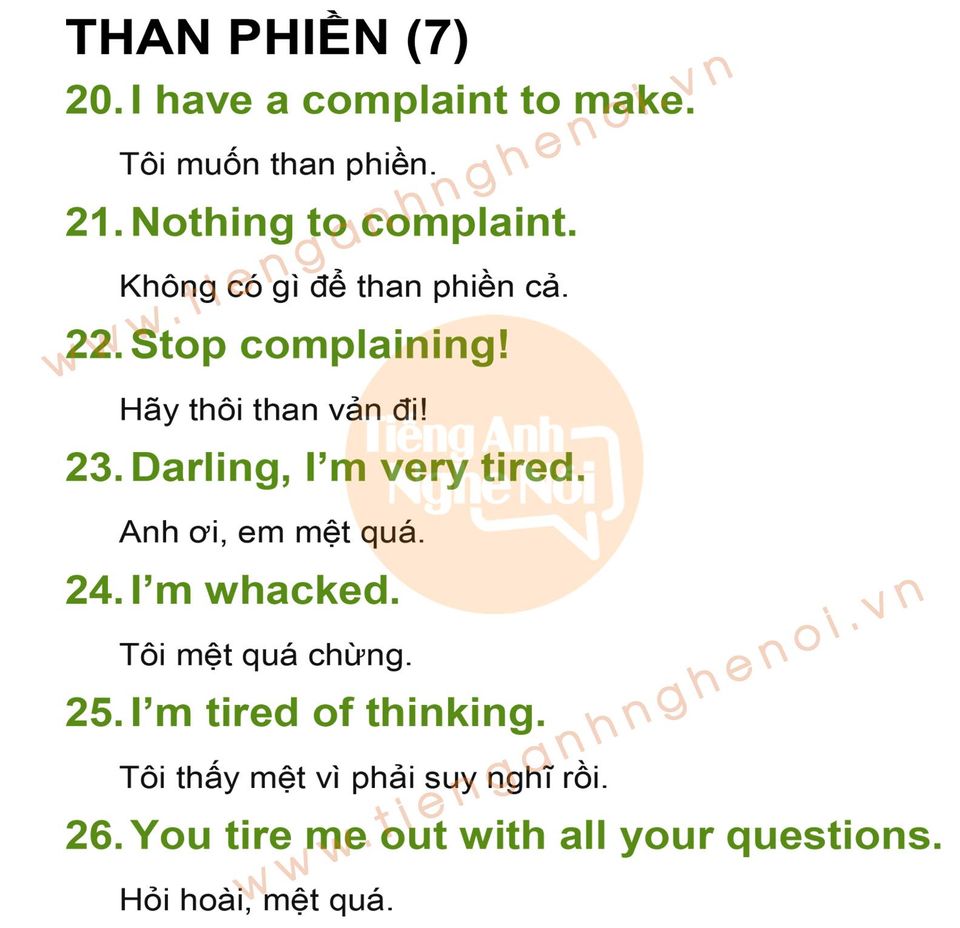 THAN PHIỀN (7)
20. I have a complaint to make.
Tôi muốn than phiền.
21. Nothing to complaint.
Không có gì để than phiền cả.
22. Stop complaining!
Hãy thôi than vản đi!
23. Darling, I’m very tired.
Anh ơi, em mệt quá.
24. I’m whacked.
Tôi mệt quá chừng.
25. I’m tired of thinking.
Tôi thấy mệt vì phải suy nghĩ rồi.
26. You tire me out with all your questions.
Hỏi hoài, mệt quá.
www.tienganhnghenoi.vn
Tiếng Anh
Nghe Nói
www.tienganhnghenoi.vn